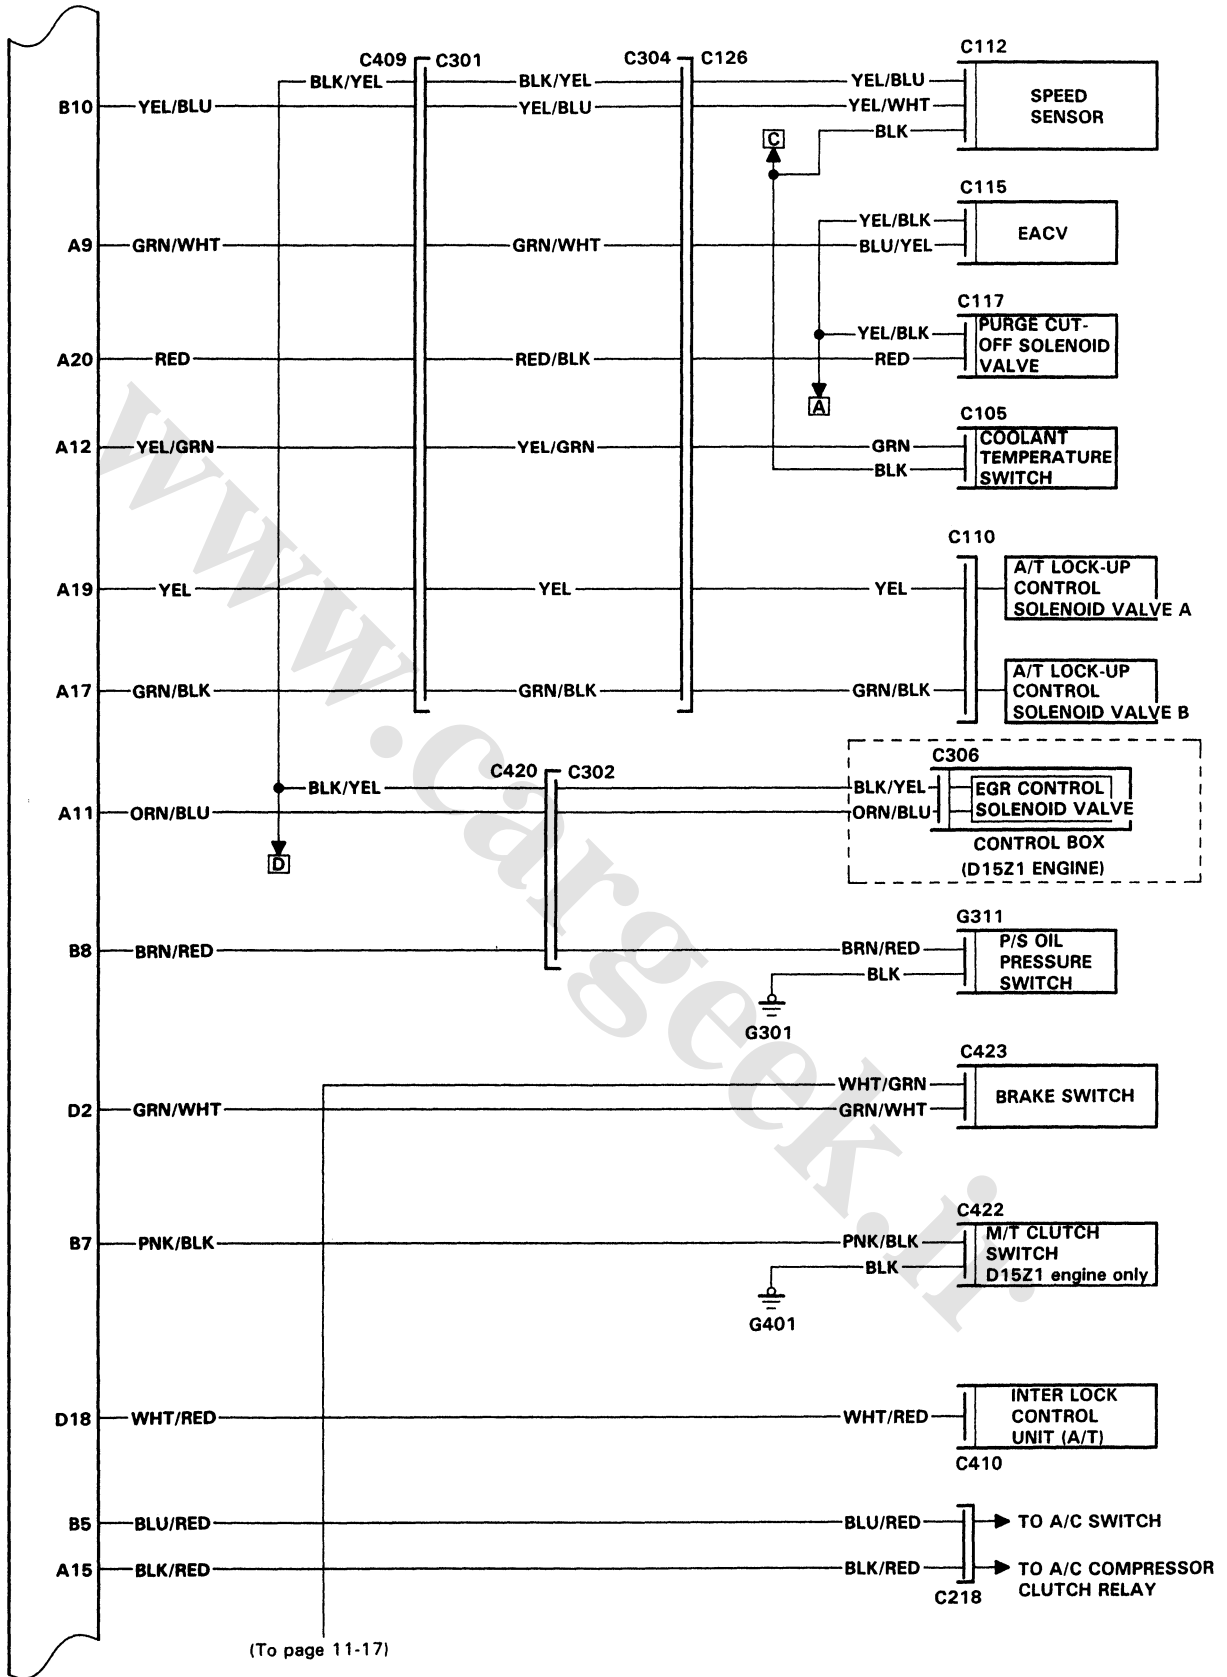 C409 C301 C304 C126 C112
BLK/YEL BLK/YEL YEL/BLU
SPEED
SENSOR
B10 YEL/BLU YEL/BLU YEL/WHT
BLK
C
C115
YEL/BLK
EACV
A9 GRN/WHT GRN/WHT BLU/YEL
C117
YEL/BLK
PURGE CUT-
OFF SOLENOID
VALVE
A20 RED RED/BLK RED
A
C105
A12 YEL/GRN YEL/GRN GRN
BLK
COOLANT
TEMPERATURE
SWITCH
C110
A19 YEL YEL YEL
A/T LOCK-UP
CONTROL
SOLENOID VALVE A
A17 GRN/BLK GRN/BLK GRN/BLK
A/T LOCK-UP
CONTROL
SOLENOID VALVE B
C420 C302 C306
BLK/YEL BLK/YEL
A11 ORN/BLU ORN/BLU
EGR CONTROL
SOLENOID VALVE
CONTROL BOX
(D15Z1 ENGINE)
D
G311
B8 BRN/RED BRN/RED
BLK
P/S OIL
PRESSURE
SWITCH
G301
C423
WHT/GRN
BRAKE SWITCH
D2 GRN/WHT GRN/WHT
C422
B7 PNK/BLK PNK/BLK
BLK
M/T CLUTCH
SWITCH
D15Z1 engine only
G401
D18 WHT/RED WHT/RED
INTER LOCK
CONTROL
UNIT (A/T)
C410
B5 BLU/RED BLU/RED TO A/C SWITCH
A15 BLK/RED BLK/RED TO A/C COMPRESSOR
CLUTCH RELAY
C218
(To page 11-17)
www.cargeek.ir